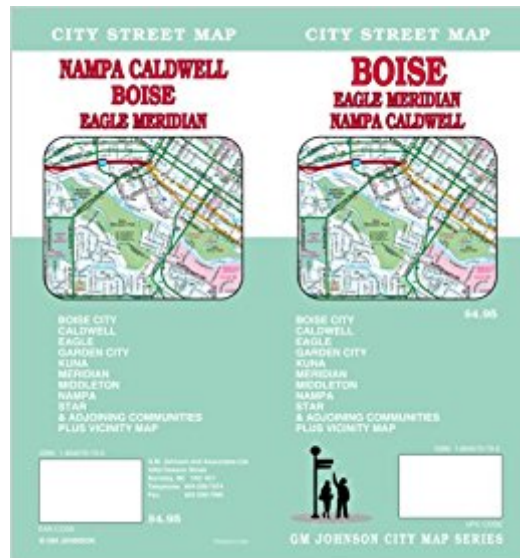 CITY STREET MAP
NAMPA CALDWELL
BOISE
EAGLE MERIDIAN
BOISE CITY
CALDWELL
EAGLE
GARDEN CITY
KUNA
MERIDIAN
MIDDLETON
NAMPA
STAR
& ADJOINING COMMUNITIES
PLUS VICINITY MAP
$4.95
© GM JOHNSON
CITY STREET MAP
BOISE
EAGLE MERIDIAN
NAMPA CALDWELL
$4.95
BOISE CITY
CALDWELL
EAGLE
GARDEN CITY
KUNA
MERIDIAN
MIDDLETON
NAMPA
STAR
& ADJOINING COMMUNITIES
PLUS VICINITY MAP
GM JOHNSON CITY MAP SERIES